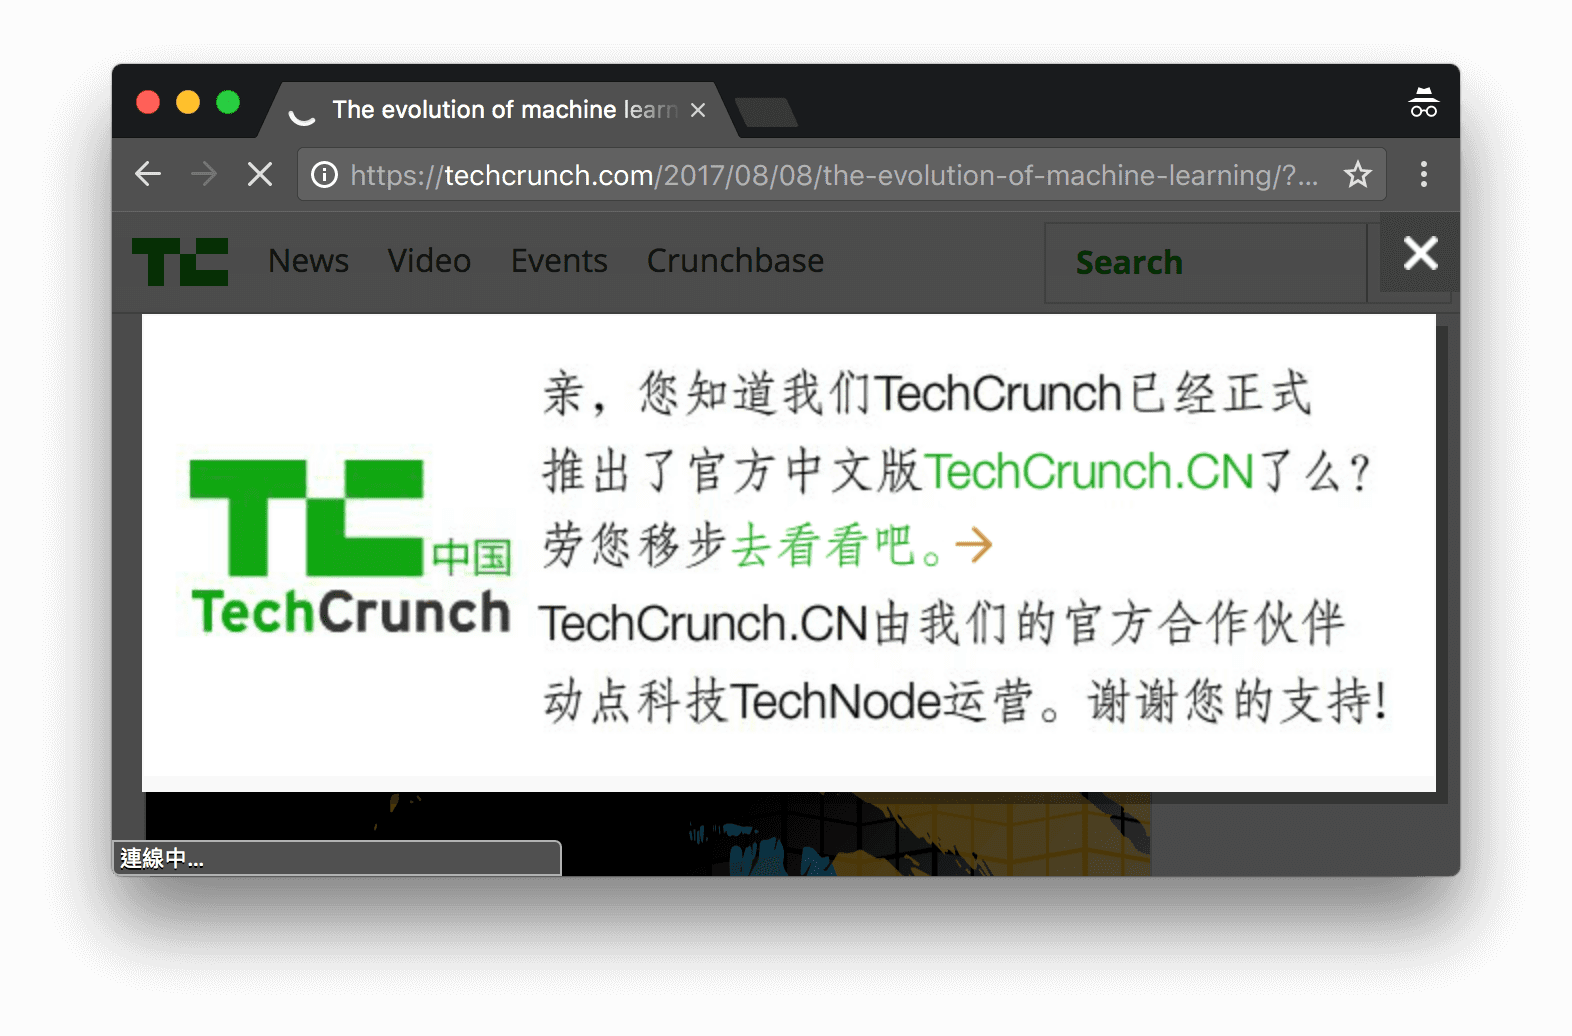 The evolution of machine learn
https://techcrunch.com/2017/08/08/the-evolution-of-machine-learning/?...
TC News Video Events Crunchbase Search
亲，您知道我们TechCrunch已经正式
推出了官方中文版TechCrunch.CN了么？
劳您移步去看看吧。→
TechCrunch.CN由我们的官方合作伙伴
动点科技TechNode运营。谢谢您的支持!
TC中国
TechCrunch
連線中...